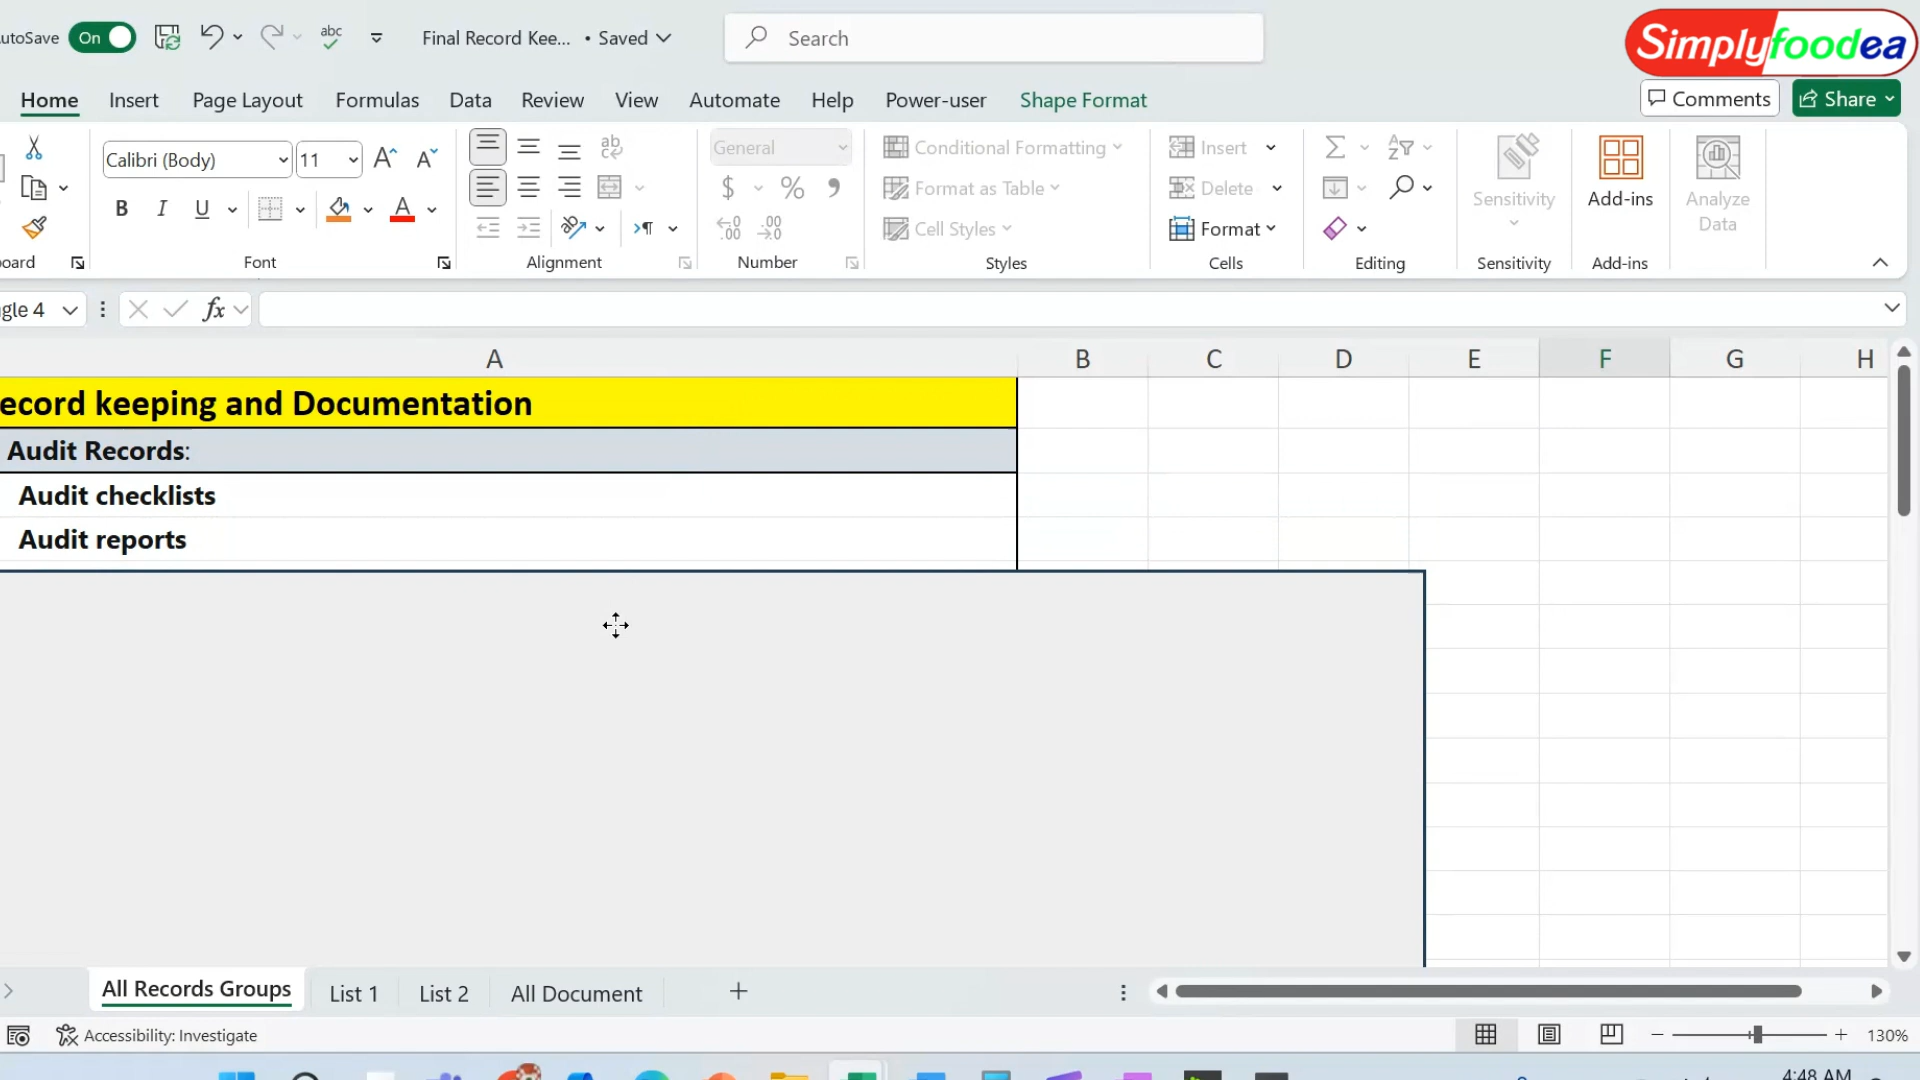 utoSave On Final Record Kee... • Saved Search Simplyfoodea
Home Insert Page Layout Formulas Data Review View Automate Help Power-user Shape Format Comments Share
Calibri (Body) 11 General Conditional Formatting Insert Sensitivity Add-ins Analyze Data
Format as Table Delete
B I U A $ % Cell Styles Format
oard Font Alignment Number Styles Cells Editing Sensitivity Add-ins
gle 4 fx
A B C D E F G H
ecord keeping and Documentation
Audit Records:
Audit checklists
Audit reports
All Records Groups List 1 List 2 All Document
Accessibility: Investigate 130%
4:48 AM